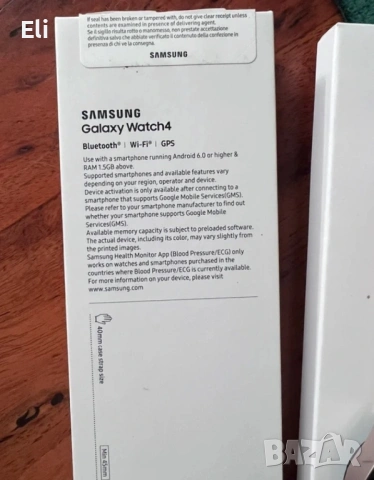 Eli
If seal has been broken or tampered with, do not give receipt unless
contents are examined in presence of delivering agent.
Se il sigillo risulta rotto o manomesso, non prestate accettazione
definitiva salvo che abbiate verificato il contenuto della confezione in
presenza di chi ve la consegna.
SAMSUNG
SAMSUNG
Galaxy Watch4
Bluetooth® | Wi-Fi® | GPS
Use with a smartphone running Android 6.0 or higher &
RAM 1.5GB above.
Supported smartphones and available features vary
depending on your region, operator and device.
Device activation is only available after connecting to a
smartphone that supports Google Mobile Services(GMS).
Please refer to your smartphone manufacturer to find out
whether your smartphone supports Google Mobile
Services(GMS).
Available memory capacity is subject to preloaded software.
The actual device, including its color, may vary slightly from
the printed images.
Samsung Health Monitor App (Blood Pressure/ECG) only
works on watches and smartphones purchased in the
countries where Blood Pressure/ECG is currently available.
For more information on your device, please visit
www.samsung.com
40mm case strap size
BAZAR